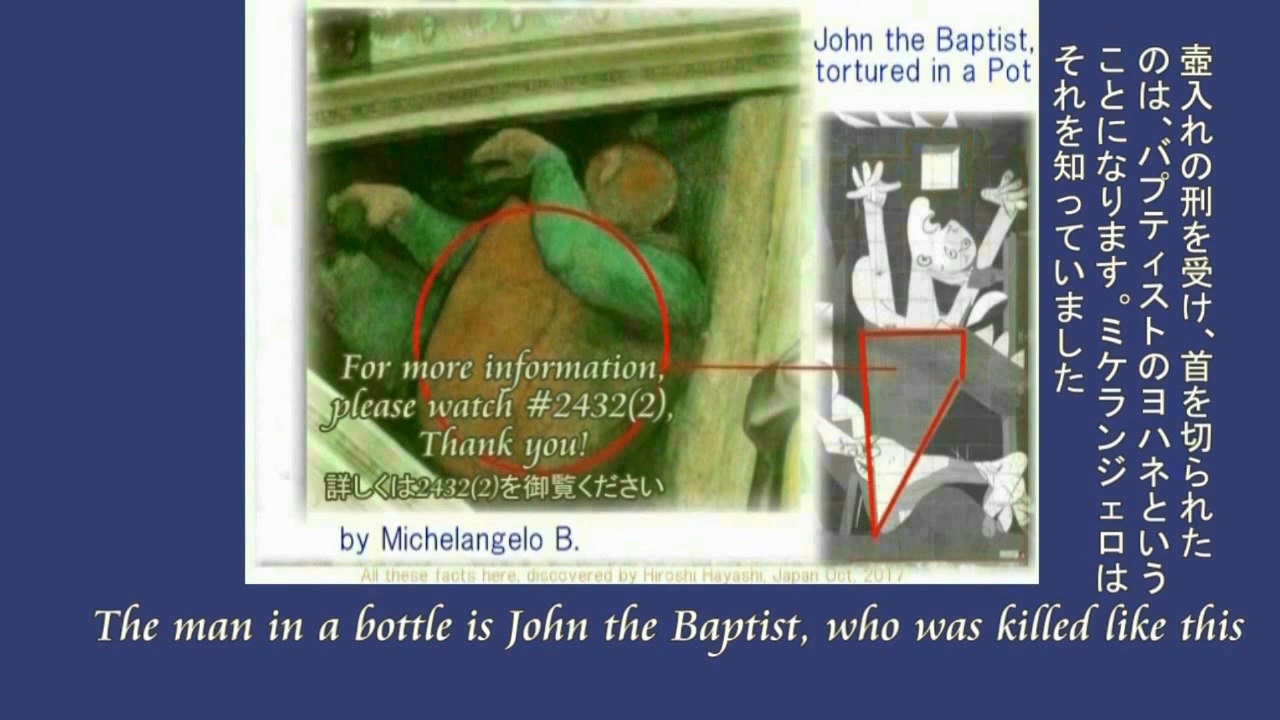 John the Baptist,
tortured in a Pot
壺入れの刑を受け、首を切られた
のは、バプティストのヨハネという
ことになります。ミケランジェロは
それを知っていました
For more information,
please watch #2432(2),
Thank you!
詳しくは2432(2)を御覧ください
by Michelangelo B.
All these facts here, discovered by Hiroshi Hayashi, Japan Oct. 2017
The man in a bottle is John the Baptist, who was killed like this